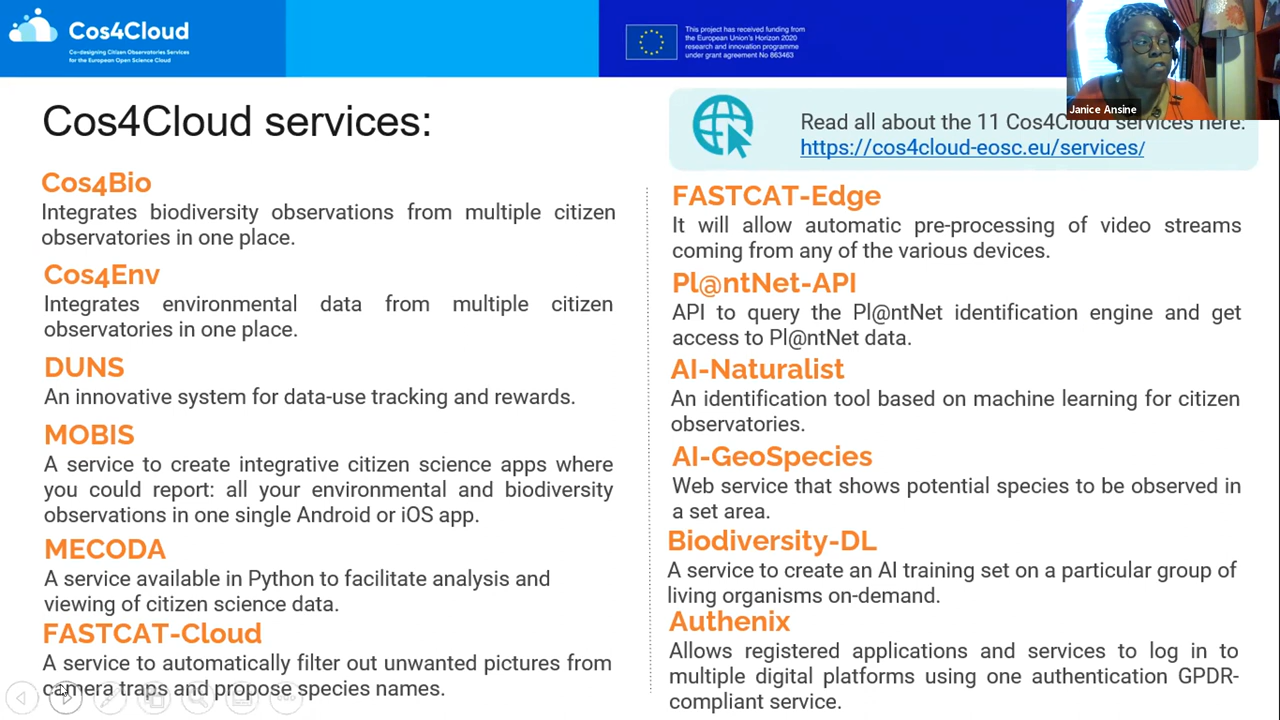 Cos4Cloud
Co-designing Citizen Observatories Services
for the European Open Science Cloud
This project has received funding
from the European Union's Horizon 2020
research and innovation programme
under grant agreement No 863463
Janice Ansine
Cos4Cloud services:
Read all about the 11 Cos4Cloud services here:
https://cos4cloud-eosc.eu/services/
Cos4Bio
Integrates biodiversity observations from multiple citizen
observatories in one place.
Cos4Env
Integrates environmental data from multiple citizen
observatories in one place.
DUNS
An innovative system for data-use tracking and rewards.
MOBIS
A service to create integrative citizen science apps where
you could report: all your environmental and biodiversity
observations in one single Android or iOS app.
MECODA
A service available in Python to facilitate analysis and
viewing of citizen science data.
FASTCAT-Cloud
A service to automatically filter out unwanted pictures from
camera traps and propose species names.
FASTCAT-Edge
It will allow automatic pre-processing of video streams
coming from any of the various devices.
Pl@ntNet-API
API to query the Pl@ntNet identification engine and get
access to Pl@ntNet data.
AI-Naturalist
An identification tool based on machine learning for citizen
observatories.
AI-GeoSpecies
Web service that shows potential species to be observed in
a set area.
Biodiversity-DL
A service to create an AI training set on a particular group of
living organisms on-demand.
Authenix
Allows registered applications and services to log in to
multiple digital platforms using one authentication GPDR-
compliant service.